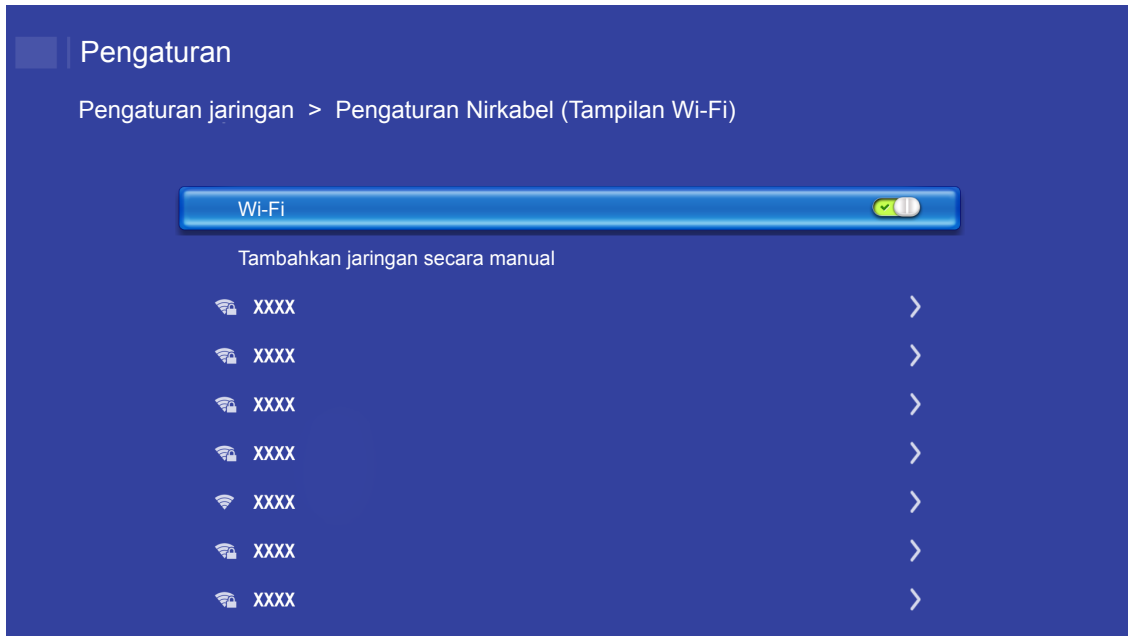 Pengaturan
Pengaturan jaringan > Pengaturan Nirkabel (Tampilan Wi-Fi)
Wi-Fi
Tambahkan jaringan secara manual
XXXX
XXXX
XXXX
XXXX
XXXX
XXXX
XXXX